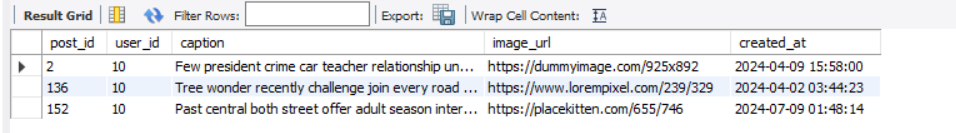 Result Grid Filter Rows: Export: Wrap Cell Content: IA
post_id user_id caption image_url created_at
2 10 Few president crime car teacher relationship un... https://dummyimage.com/925x892 2024-04-09 15:58:00
136 10 Tree wonder recently challenge join every road ... https://www.lorempixel.com/239/329 2024-04-02 03:44:23
152 10 Past central both street offer adult season inter... https://placekitten.com/655/746 2024-07-09 01:48:14